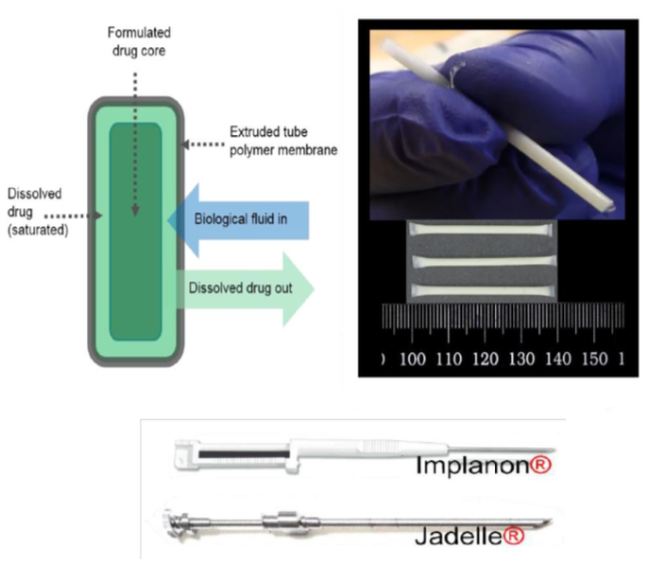 Formulated
drug core
Extruded tube
polymer membrane
Dissolved
drug
(saturated)
Biological fluid in
Dissolved drug out
) 100 110 120 130 140 150 1
Implanon®
Jadelle®